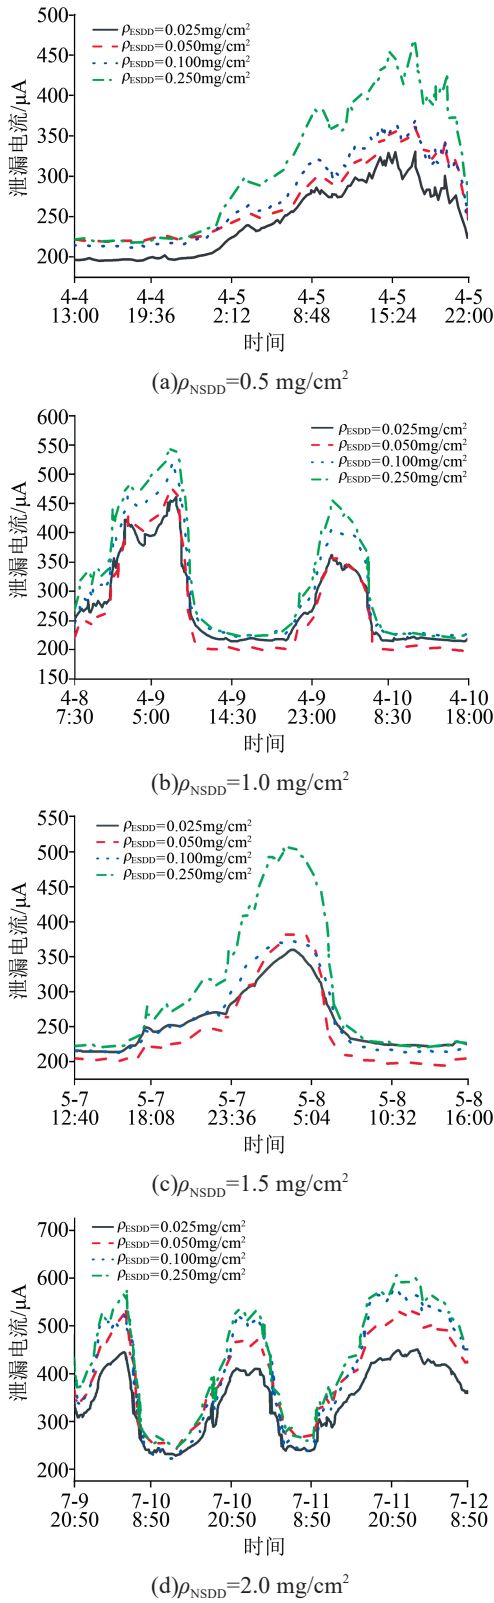 500
450
400
350
300
250
200
泄漏电流/μA
ρESDD=0.025mg/cm²
ρESDD=0.050mg/cm²
ρESDD=0.100mg/cm²
ρESDD=0.250mg/cm²
4-4 4-4 4-5 4-5 4-5 4-5
13:00 19:36 2:12 8:48 15:24 22:00
时间
(a)ρNSDD=0.5 mg/cm²
600
550
500
450
400
350
300
250
200
150
泄漏电流/μA
ρESDD=0.025mg/cm²
ρESDD=0.050mg/cm²
ρESDD=0.100mg/cm²
ρESDD=0.250mg/cm²
4-8 4-9 4-9 4-9 4-10 4-10
7:30 5:00 14:30 23:00 8:30 18:00
时间
(b)ρNSDD=1.0 mg/cm²
550
500
450
400
350
300
250
200
泄漏电流/μA
ρESDD=0.025mg/cm²
ρESDD=0.050mg/cm²
ρESDD=0.100mg/cm²
ρESDD=0.250mg/cm²
5-7 5-7 5-7 5-8 5-8 5-8
12:40 18:08 23:36 5:04 10:32 16:00
时间
(c)ρNSDD=1.5 mg/cm²
700
600
500
400
300
200
泄漏电流/μA
ρESDD=0.025mg/cm²
ρESDD=0.050mg/cm²
ρESDD=0.100mg/cm²
ρESDD=0.250mg/cm²
7-9 7-10 7-10 7-11 7-11 7-12
20:50 8:50 20:50 8:50 20:50 8:50
时间
(d)ρNSDD=2.0 mg/cm²